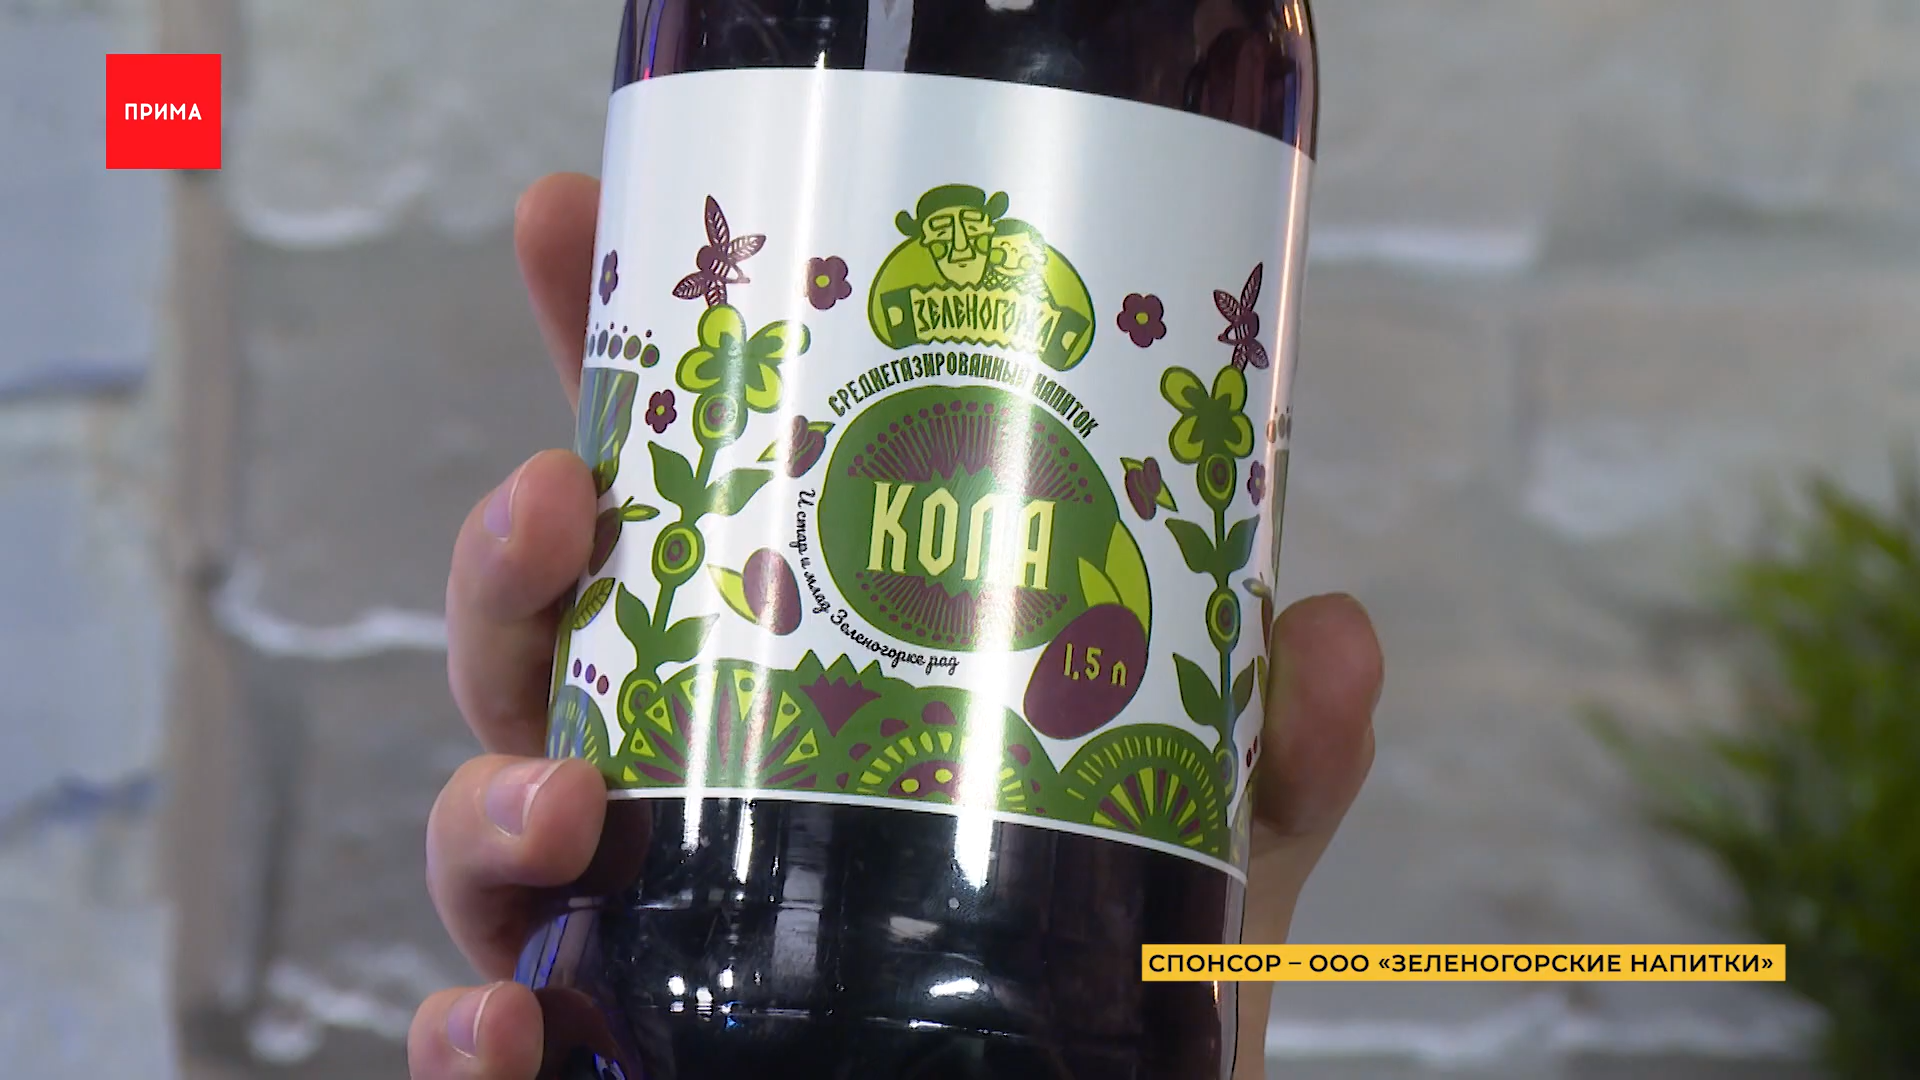 ПРИМА
ЗЕЛЕНОГОРКА
СРЕДНЕГАЗИРОВАННЫЙ НАПИТОК
КОЛА
И стар и млад Зеленогорке рад
1,5 л
СПОНСОР – ООО «ЗЕЛЕНОГОРСКИЕ НАПИТКИ»